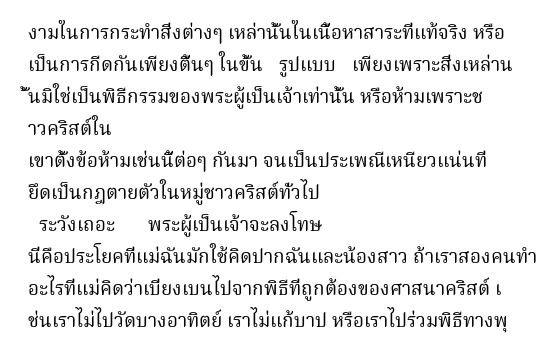 งามในการกระทำสิ่งต่างๆ เหล่านั้นในเนื้อหาสาระที่แท้จริง หรือ
เป็นการกีดกันเพียงตื้นๆ ในขั้น รูปแบบ เพียงเพราะสิ่งเหล่าน
ั้นมิใช่เป็นพิธีกรรมของพระผู้เป็นเจ้าเท่านั้น หรือห้ามเพราะช
าวคริสต์ใน
เขาตั้งข้อห้ามเช่นนี้ต่อๆ กันมา จนเป็นประเพณีเหนียวแน่นที่
ยึดเป็นกฎตายตัวในหมู่ชาวคริสต์ทั่วไป
ระวังเถอะ พระผู้เป็นเจ้าจะลงโทษ
นี่คือประโยคที่แม่ฉันมักใช้คิดปากฉันและน้องสาว ถ้าเราสองคนทำ
อะไรที่แม่คิดว่าเบี่ยงเบนไปจากพิธีที่ถูกต้องของศาสนาคริสต์ เ
ช่นเราไม่ไปวัดบางอาทิตย์ เราไม่แก้บาป หรือเราไปร่วมพิธีทางพุ